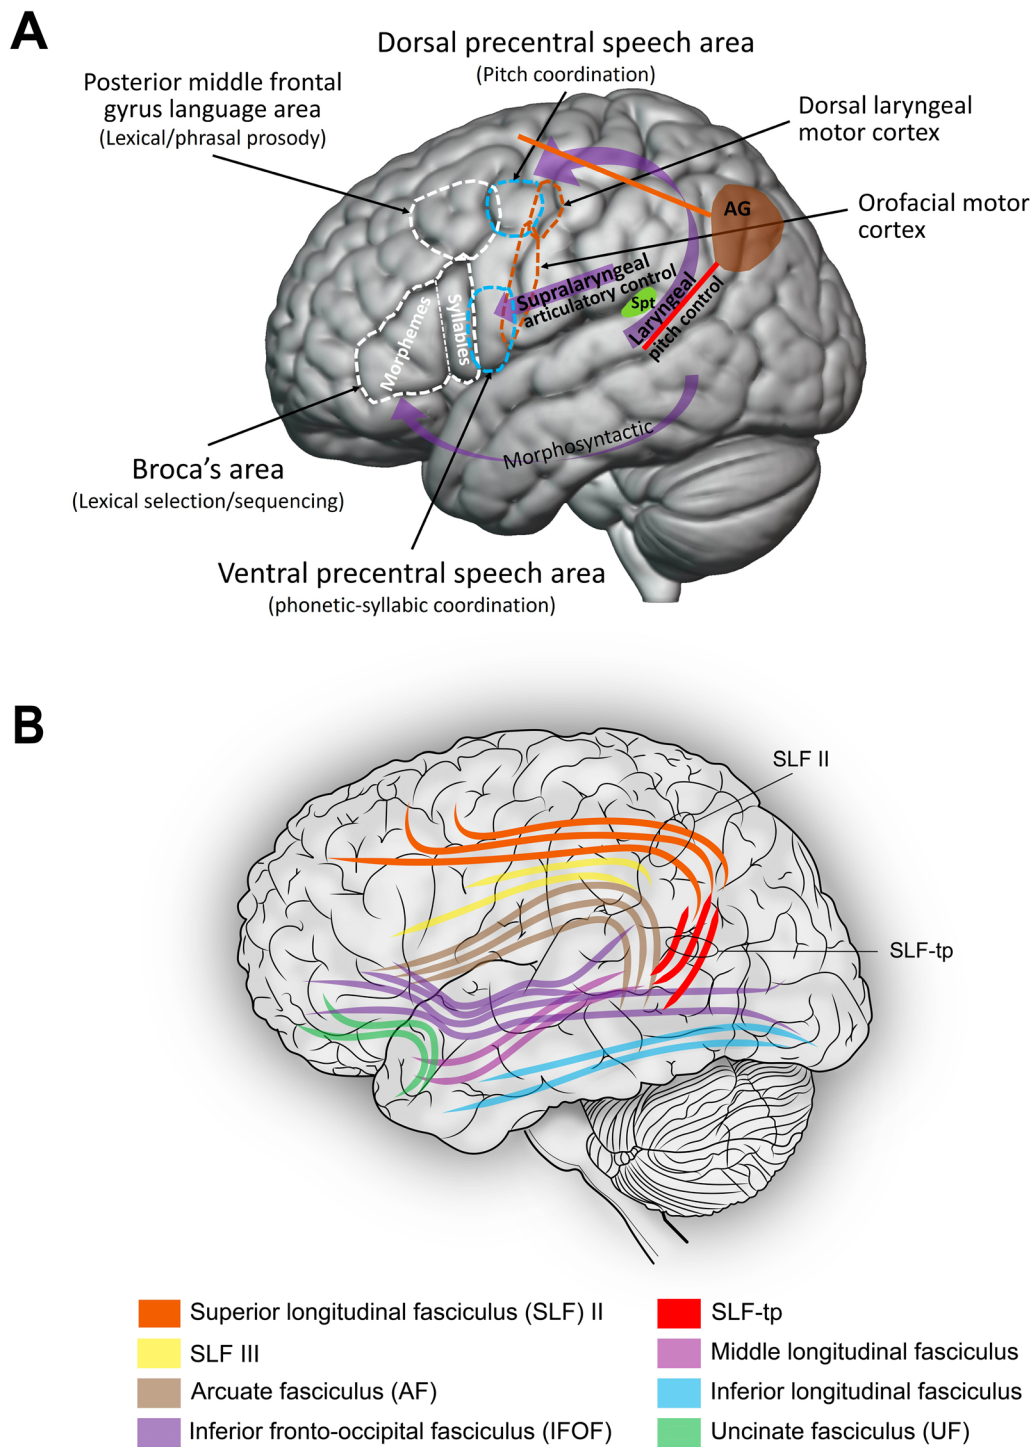 A
Dorsal precentral speech area
(Pitch coordination)
Posterior middle frontal
gyrus language area
(Lexical/phrasal prosody)
Dorsal laryngeal
motor cortex
Orofacial motor
cortex
AG
Supralaryngeal
articulatory control
Spt
Laryngeal
pitch control
Morphemes
Syllables
Morphosyntactic
Broca’s area
(Lexical selection/sequencing)
Ventral precentral speech area
(phonetic-syllabic coordination)
B
SLF II
SLF-tp
Superior longitudinal fasciculus (SLF) II
SLF III
Arcuate fasciculus (AF)
Inferior fronto-occipital fasciculus (IFOF)
SLF-tp
Middle longitudinal fasciculus
Inferior longitudinal fasciculus
Uncinate fasciculus (UF)